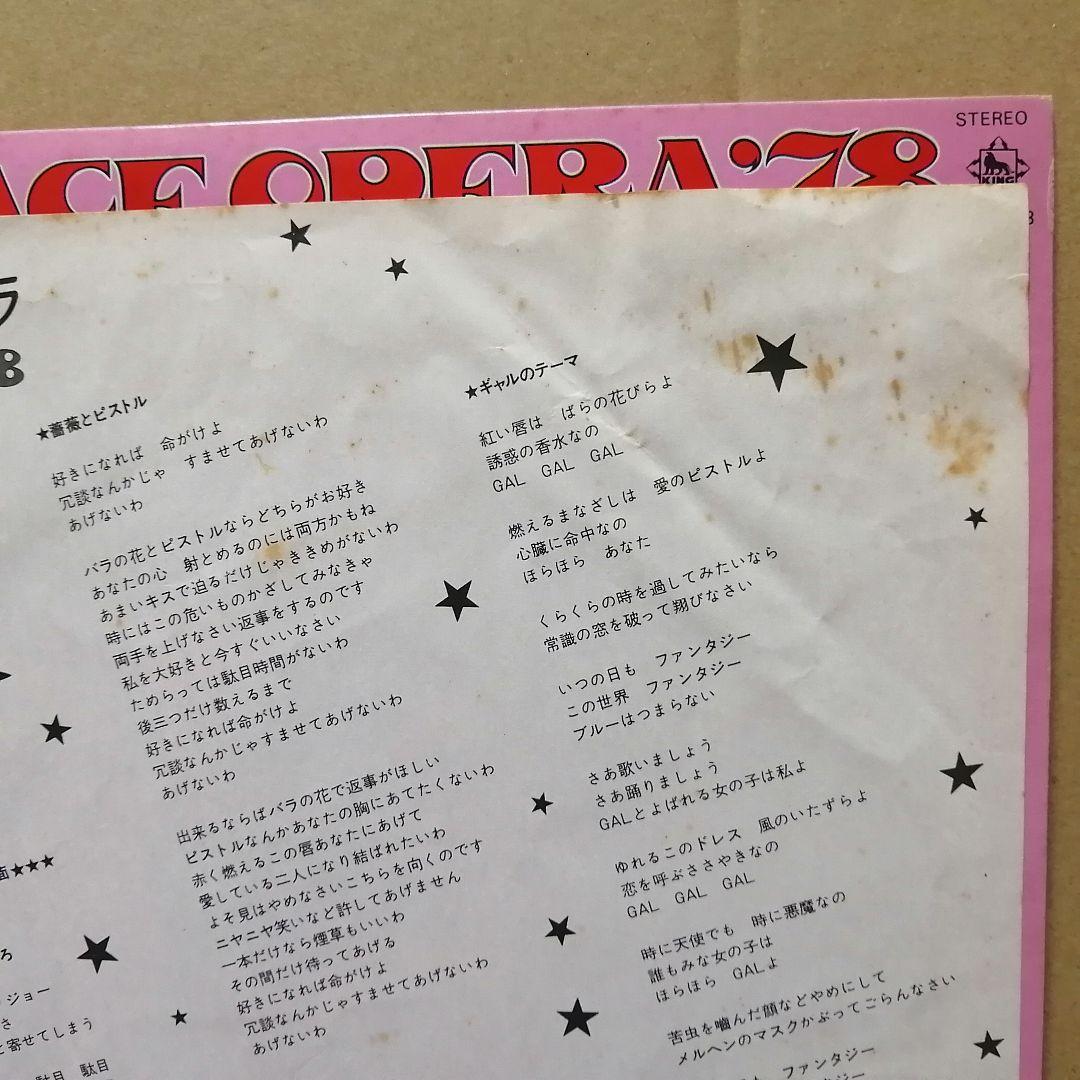 STEREO
ACE OPERA'78
KING
8
ラ
8
★薔薇とピストル
好きになれば 命がけよ
冗談なんかじゃ すませてあげないわ
あげないわ
バラの花とピストルならどちらがお好き
あなたの心 射とめるのには両方かもね
あまいキスで迫るだけじゃききめがないわ
時にはこの危いものかざしてみなきゃ
両手を上げなさい返事をするのです
私を大好きと今すぐいいなさい
ためらっては駄目時間がないわ
後三つだけ数えるまで
好きになれば命がけよ
冗談なんかじゃすませてあげないわ
あげないわ
出来るならばバラの花で返事がほしい
ピストルなんかあなたの胸にあてたくないわ
赤く燃えるこの唇あなたにあげて
愛している二人になり結ばれたいわ
よそ見はやめなさいこちらを向くのです
ニヤニヤ笑いなど許してあげません
一本だけなら煙草もいいわ
その間だけ待ってあげる
好きになれば命がけよ
冗談なんかじゃすませてあげないわ
あげないわ
★ギャルのテーマ
紅い唇は ばらの花びらよ
誘惑の香水なの
GAL GAL GAL
燃えるまなざしは 愛のピストルよ
心臓に命中なの
ほらほら あなた
くらくらの時を過してみたいなら
常識の窓を破って翔びなさい
いつの日も ファンタジー
この世界 ファンタジー
ブルーはつまらない
さあ歌いましょう
さあ踊りましょう
GALとよばれる女の子は私よ
ゆれるこのドレス 風のいたずらよ
恋を呼ぶささやきなの
GAL GAL GAL
時に天使でも 時に悪魔なの
誰もみな女の子は
ほらほら GALよ
苦虫を嚙んだ顔などやめにして
メルヘンのマスクかぶってごらんなさい
ファンタジー
タジー
画★★★
ろ
ジョー
さ
と寄せてしまう
駄目 駄目